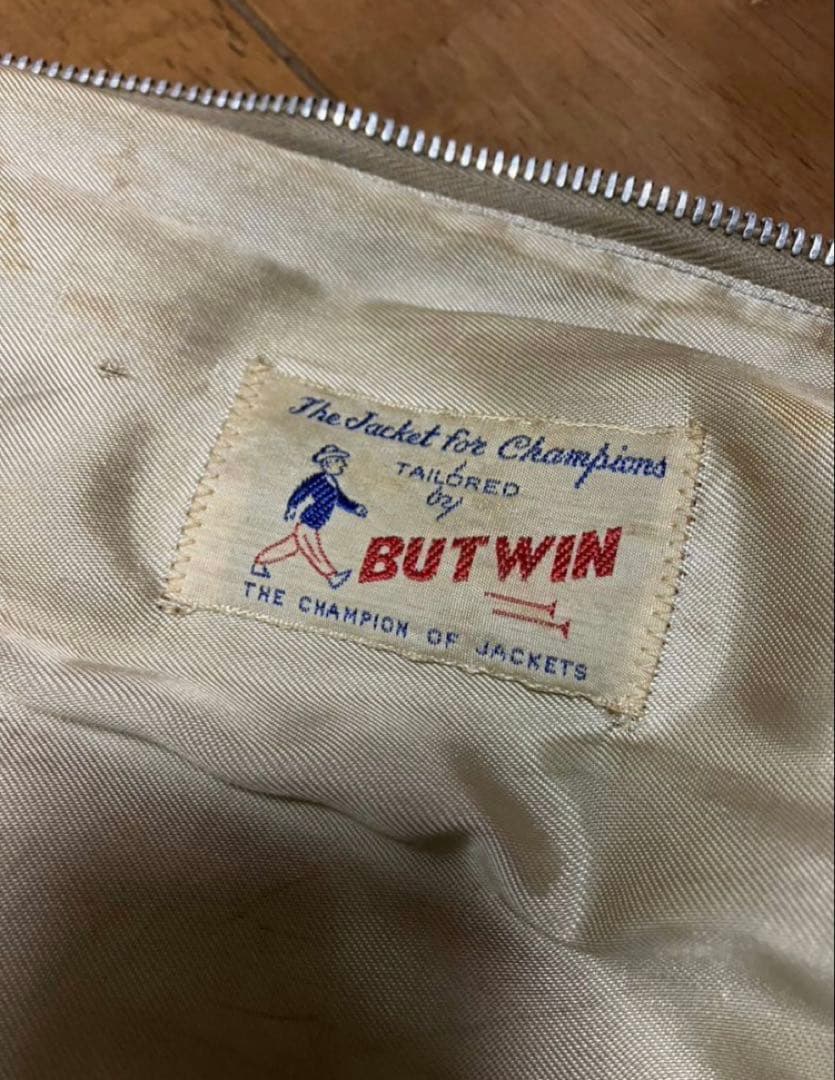 The Jacket for Champions
TAILORED
by
BUTWIN
THE CHAMPION OF JACKETS